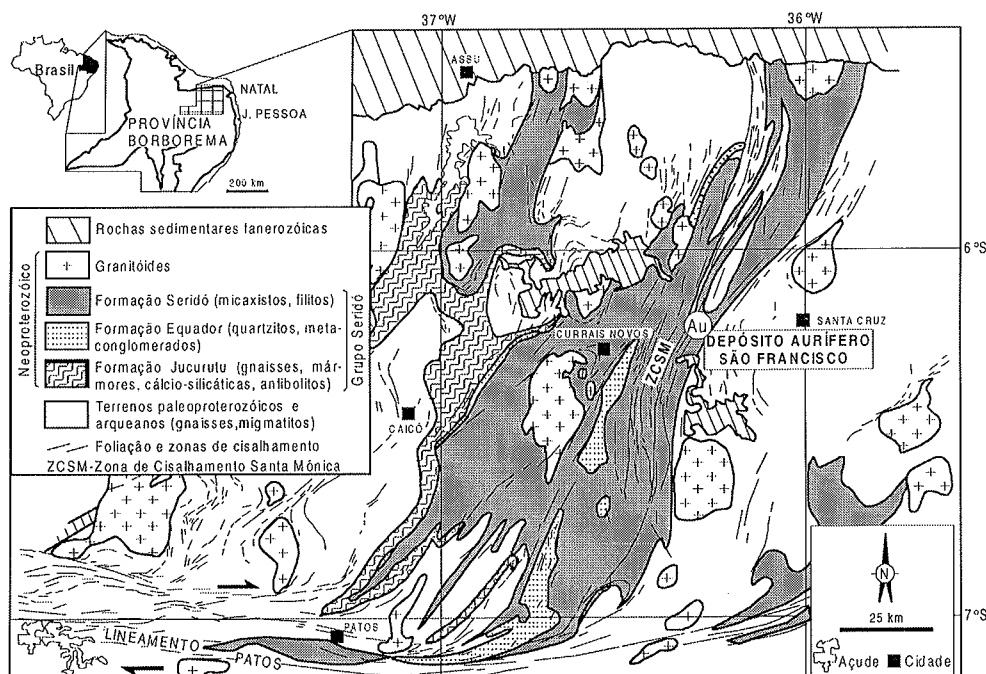 37°W
36°W
Brasil
NATAL
J. PESSOA
PROVÍNCIA
BORBOREMA
200 km
ASSU
Rochas sedimentares fanerozóicas
Neoproterozóico
Granitóides
Formação Seridó (micaxistos, filitos)
Formação Equador (quartzitos, meta-
conglomerados)
Formação Jucurutu (gnaisses, már-
mores, cálcio-silicáticas, antibolitos)
Grupo Seridó
Terrenos paleoproterozóicos e
arqueanos (gnaisses,migmatitos)
Foliação e zonas de cisalhamento
ZCSM-Zona de Cisalhamento Santa Mónica
6°S
CURRAIS NOVOS
ZCSM
Au
SANTA CRUZ
DEPÓSITO AURÍFERO
SÃO FRANCISCO
CAICÓ
N
25 km
7°S
PATOS
LINEAMENTO
PATOS
Açude
Cidade